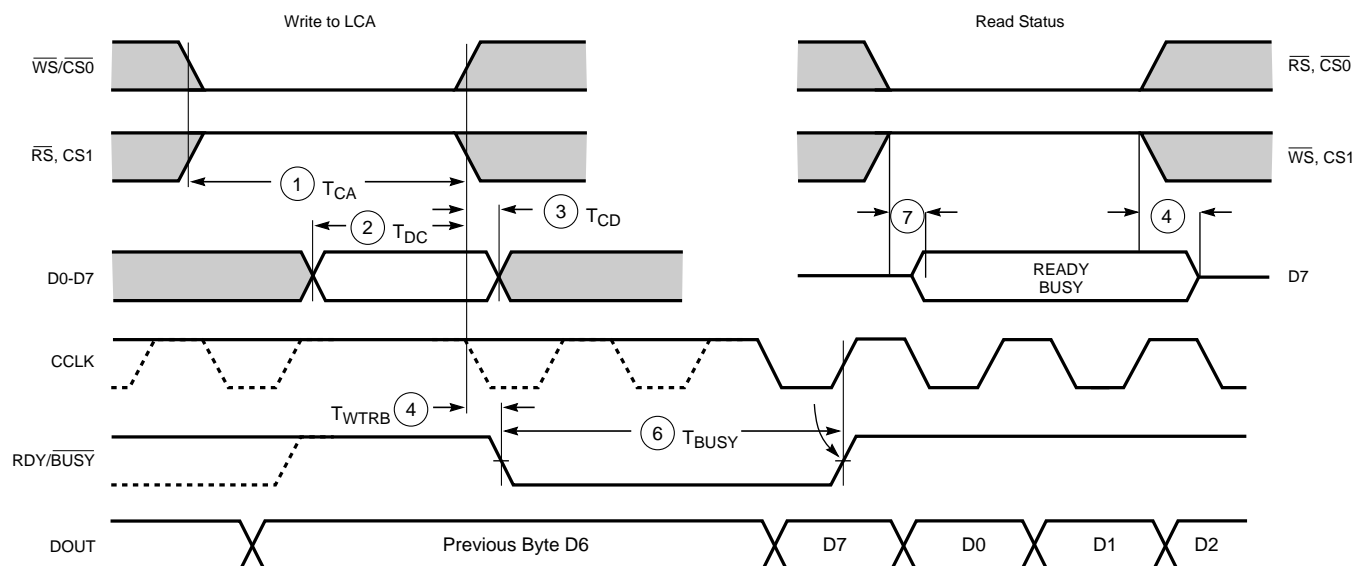 Write to LCA
Read Status
WS/CS0
RS, CS0
RS, CS1
WS, CS1
1 TCA
2 TDC
3 TCD
7
4
D0-D7
READY
BUSY
D7
CCLK
TWTRB 4
6 TBUSY
RDY/BUSY
DOUT
Previous Byte D6
D7
D0
D1
D2